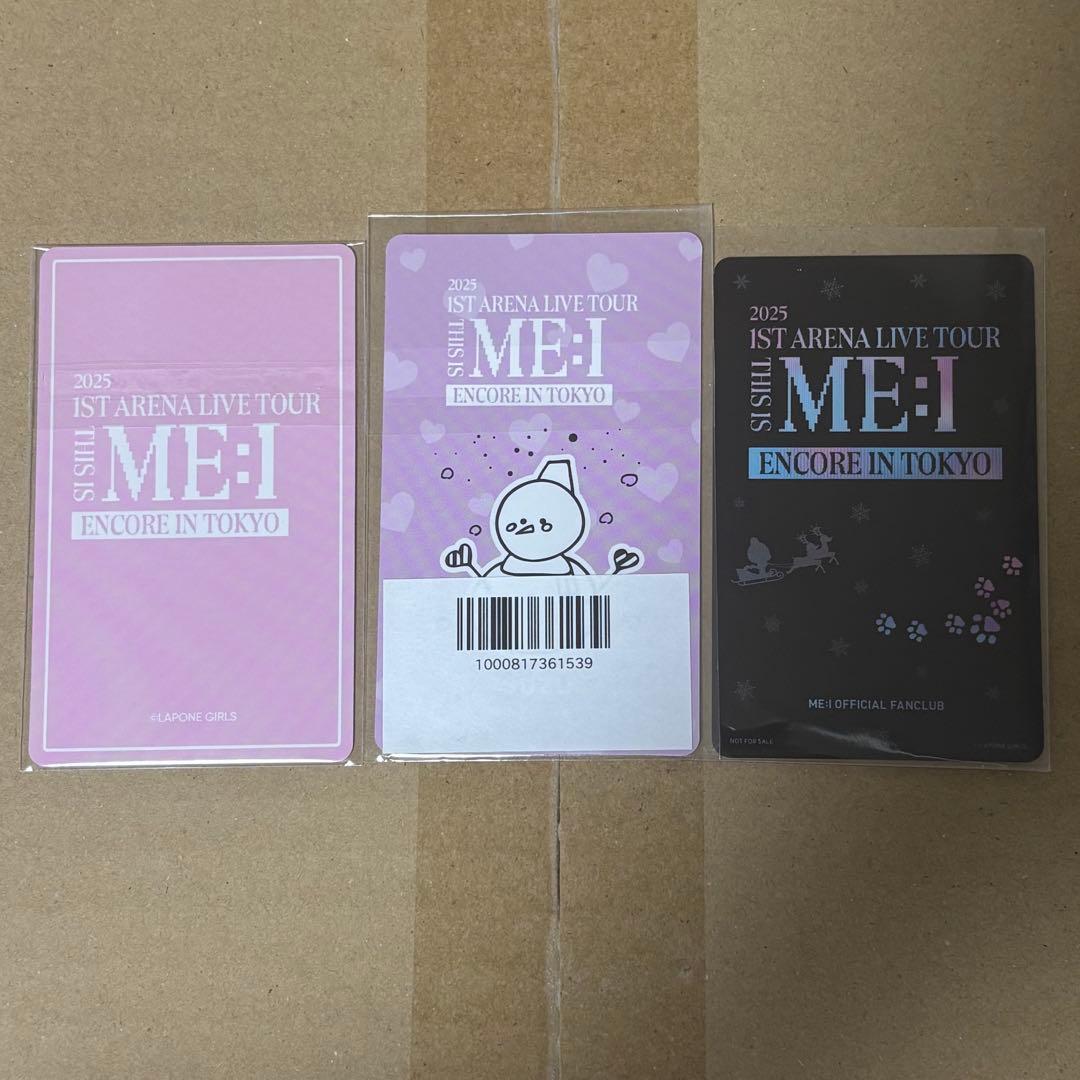 2025
1ST ARENA LIVE TOUR
THIS IS
ME:I
ENCORE IN TOKYO
©LAPONE GIRLS
2025
1ST ARENA LIVE TOUR
THIS IS
ME:I
ENCORE IN TOKYO
1000817361539
2025
1ST ARENA LIVE TOUR
THIS IS
ME:I
ENCORE IN TOKYO
ME:I OFFICIAL FANCLUB
NOT FOR SALE
©LAPONE GIRLS